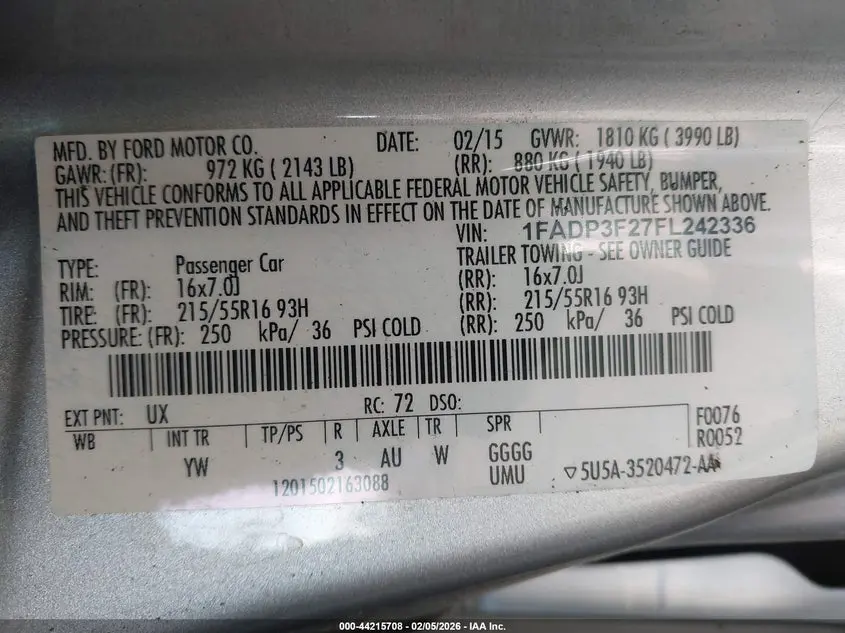 MFD. BY FORD MOTOR CO. DATE: 02/15 GVWR: 1810 KG ( 3990 LB)
GAWR: (FR): 972 KG ( 2143 LB) (RR): 880 KG ( 1940 LB)
THIS VEHICLE CONFORMS TO ALL APPLICABLE FEDERAL MOTOR VEHICLE SAFETY, BUMPER,
AND THEFT PREVENTION STANDARDS IN EFFECT ON THE DATE OF MANUFACTURE SHOWN ABOVE.
VIN: 1FADP3F27FL242336
TYPE: Passenger Car TRAILER TOWING - SEE OWNER GUIDE
RIM: (FR): 16x7.0J (RR): 16x7.0J
TIRE: (FR): 215/55R16 93H (RR): 215/55R16 93H
PRESSURE: (FR): 250 kPa/ 36 PSI COLD (RR): 250 kPa/ 36 PSI COLD
EXT PNT: UX RC: 72 DSO: F0076
WB INT TR TP/PS R AXLE TR SPR R0052
YW 3 AU W GGGG
1201502163088 UMU 5U5A-3520472-AA
000-44215708 - 02/05/2026 - IAA Inc.